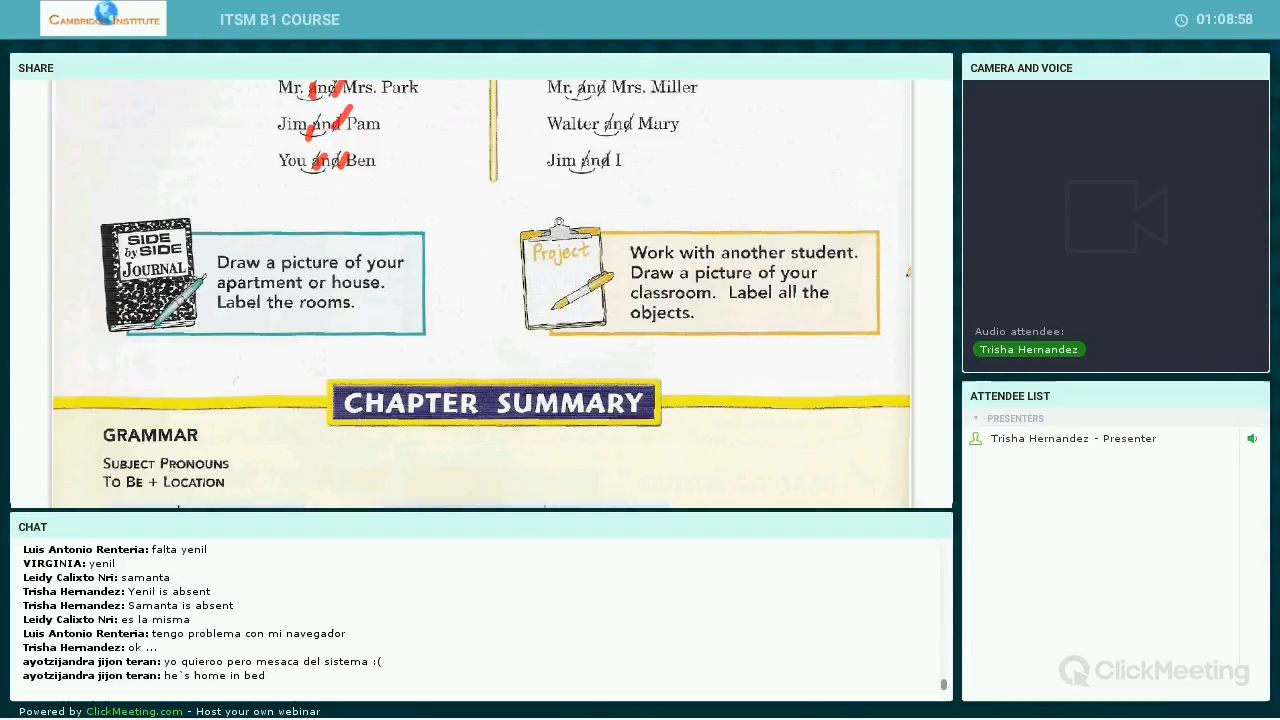 CAMBRIDGE INSTITUTE
ITSM B1 COURSE
01:08:58
SHARE
Mr. and Mrs. Park
Mr. and Mrs. Miller
Jim and Pam
Walter and Mary
You and Ben
Jim and I
SIDE
by SIDE
JOURNAL
Draw a picture of your
apartment or house.
Label the rooms.
Project
Work with another student.
Draw a picture of your
classroom. Label all the
objects.
CHAPTER SUMMARY
GRAMMAR
SUBJECT PRONOUNS
TO BE + LOCATION
CAMERA AND VOICE
Audio attendee:
Trisha Hernandez
ATTENDEE LIST
PRESENTERS
Trisha Hernandez - Presenter
CHAT
Luis Antonio Renteria: falta yenil
VIRGINIA: yenil
Leidy Calixto Nri: samanta
Trisha Hernandez: Yenil is absent
Trisha Hernandez: Samanta is absent
Leidy Calixto Nri: es la misma
Luis Antonio Renteria: tengo problema con mi navegador
Trisha Hernandez: ok ...
ayotzijandra jijon teran: yo quieroo pero mesaca del sistema :(
ayotzijandra jijon teran: he`s home in bed
ClickMeeting
Powered by ClickMeeting.com - Host your own webinar